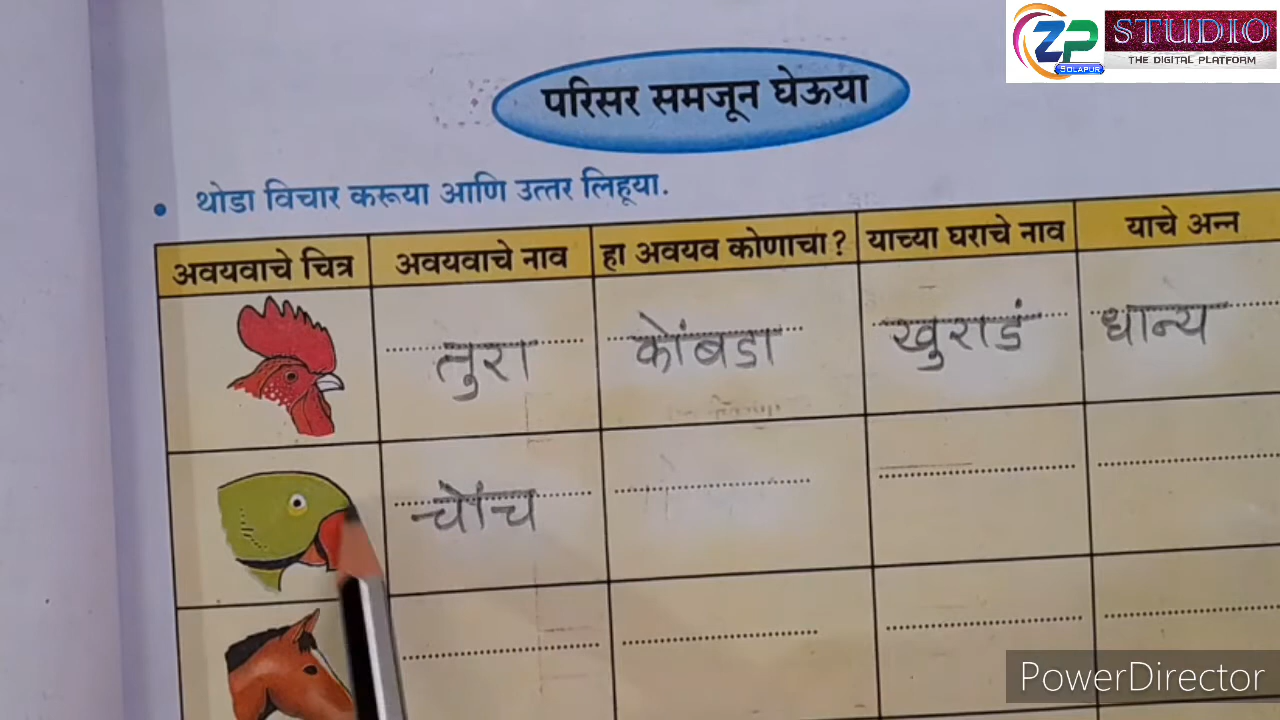 ZP STUDIO
SOLAPUR THE DIGITAL PLATFORM
परिसर समजून घेऊया
• थोडा विचार करूया आणि उत्तर लिहूया.
अवयवाचे चित्र अवयवाचे नाव हा अवयव कोणाचा? याच्या घराचे नाव याचे अन्न
तुरा कोंबडा खुराडं धान्य
चोंच
PowerDirector